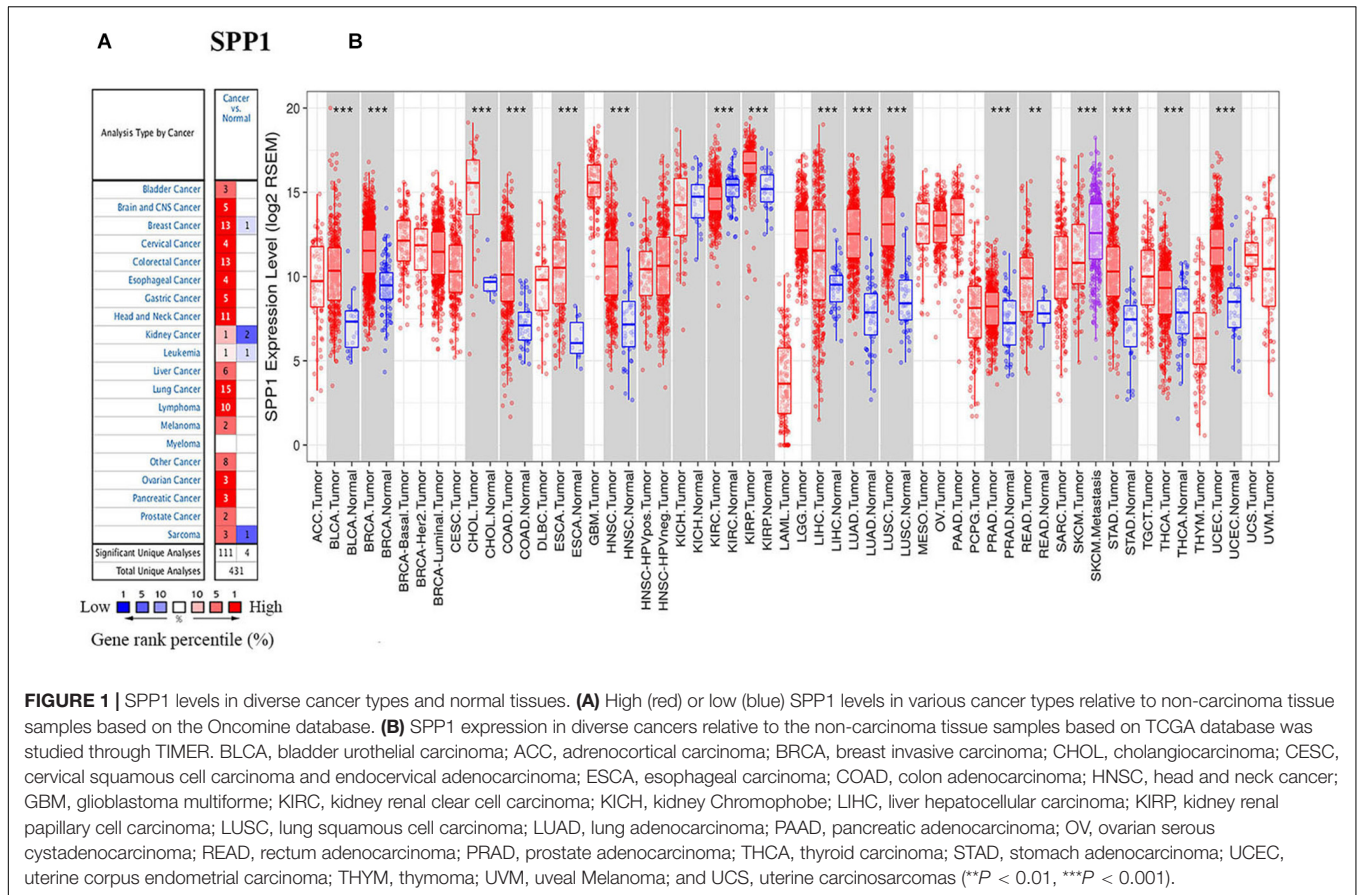 A
SPP1
B
Analysis Type by Cancer
Cancer
vs.
Normal
Bladder Cancer 3
Brain and CNS Cancer 5
Breast Cancer 13 1
Cervical Cancer 4
Colorectal Cancer 13
Esophageal Cancer 4
Gastric Cancer 5
Head and Neck Cancer 11
Kidney Cancer 1 2
Leukemia 1 1
Liver Cancer 6
Lung Cancer 15
Lymphoma 10
Melanoma 2
Myeloma
Other Cancer 8
Ovarian Cancer 3
Pancreatic Cancer 3
Prostate Cancer 2
Sarcoma 3 1
Significant Unique Analyses 111 4
Total Unique Analyses 431
1 5 10 10 5 1
Low High
%
Gene rank percentile (%)
SPP1 Expression Level (log2 RSEM)
20
15
10
5
0
*** *** *** *** *** *** *** *** *** *** *** *** ** *** *** *** ***
ACC.Tumor
BLCA.Tumor
BLCA.Normal
BRCA.Tumor
BRCA.Normal
BRCA-Basal.Tumor
BRCA-Her2.Tumor
BRCA-Luminal.Tumor
CESC.Tumor
CHOL.Tumor
CHOL.Normal
COAD.Tumor
COAD.Normal
DLBC.Tumor
ESCA.Tumor
ESCA.Normal
GBM.Tumor
HNSC.Tumor
HNSC.Normal
HNSC-HPVpos.Tumor
HNSC-HPVneg.Tumor
KICH.Tumor
KICH.Normal
KIRC.Tumor
KIRC.Normal
KIRP.Tumor
KIRP.Normal
LAML.Tumor
LGG.Tumor
LIHC.Tumor
LIHC.Normal
LUAD.Tumor
LUAD.Normal
LUSC.Tumor
LUSC.Normal
MESO.Tumor
OV.Tumor
PAAD.Tumor
PCPG.Tumor
PRAD.Tumor
PRAD.Normal
READ.Tumor
READ.Normal
SARC.Tumor
SKCM.Tumor
SKCM.Metastasis
STAD.Tumor
STAD.Normal
TGCT.Tumor
THCA.Tumor
THCA.Normal
THYM.Tumor
UCEC.Tumor
UCEC.Normal
UCS.Tumor
UVM.Tumor
FIGURE 1 | SPP1 levels in diverse cancer types and normal tissues. (A) High (red) or low (blue) SPP1 levels in various cancer types relative to non-carcinoma tissue
samples based on the Oncomine database. (B) SPP1 expression in diverse cancers relative to the non-carcinoma tissue samples based on TCGA database was
studied through TIMER. BLCA, bladder urothelial carcinoma; ACC, adrenocortical carcinoma; BRCA, breast invasive carcinoma; CHOL, cholangiocarcinoma; CESC,
cervical squamous cell carcinoma and endocervical adenocarcinoma; ESCA, esophageal carcinoma; COAD, colon adenocarcinoma; HNSC, head and neck cancer;
GBM, glioblastoma multiforme; KIRC, kidney renal clear cell carcinoma; KICH, kidney Chromophobe; LIHC, liver hepatocellular carcinoma; KIRP, kidney renal
papillary cell carcinoma; LUSC, lung squamous cell carcinoma; LUAD, lung adenocarcinoma; PAAD, pancreatic adenocarcinoma; OV, ovarian serous
cystadenocarcinoma; READ, rectum adenocarcinoma; PRAD, prostate adenocarcinoma; THCA, thyroid carcinoma; STAD, stomach adenocarcinoma; UCEC,
uterine corpus endometrial carcinoma; THYM, thymoma; UVM, uveal Melanoma; and UCS, uterine carcinosarcomas (**P < 0.01, ***P < 0.001).